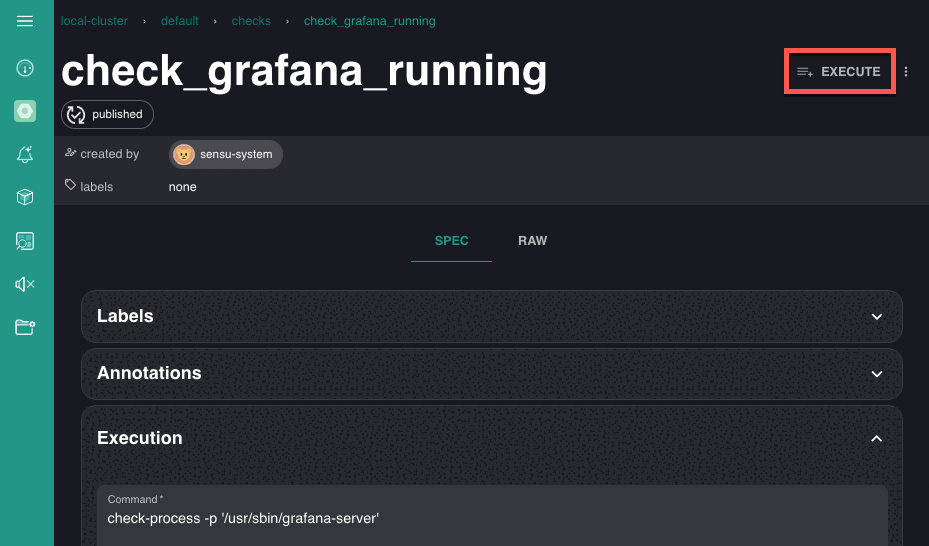 local-cluster › default › checks › check_grafana_running
check_grafana_running
EXECUTE
published
created by sensu-system
labels none
SPEC RAW
Labels
Annotations
Execution
Command*
check-process -p '/usr/sbin/grafana-server'